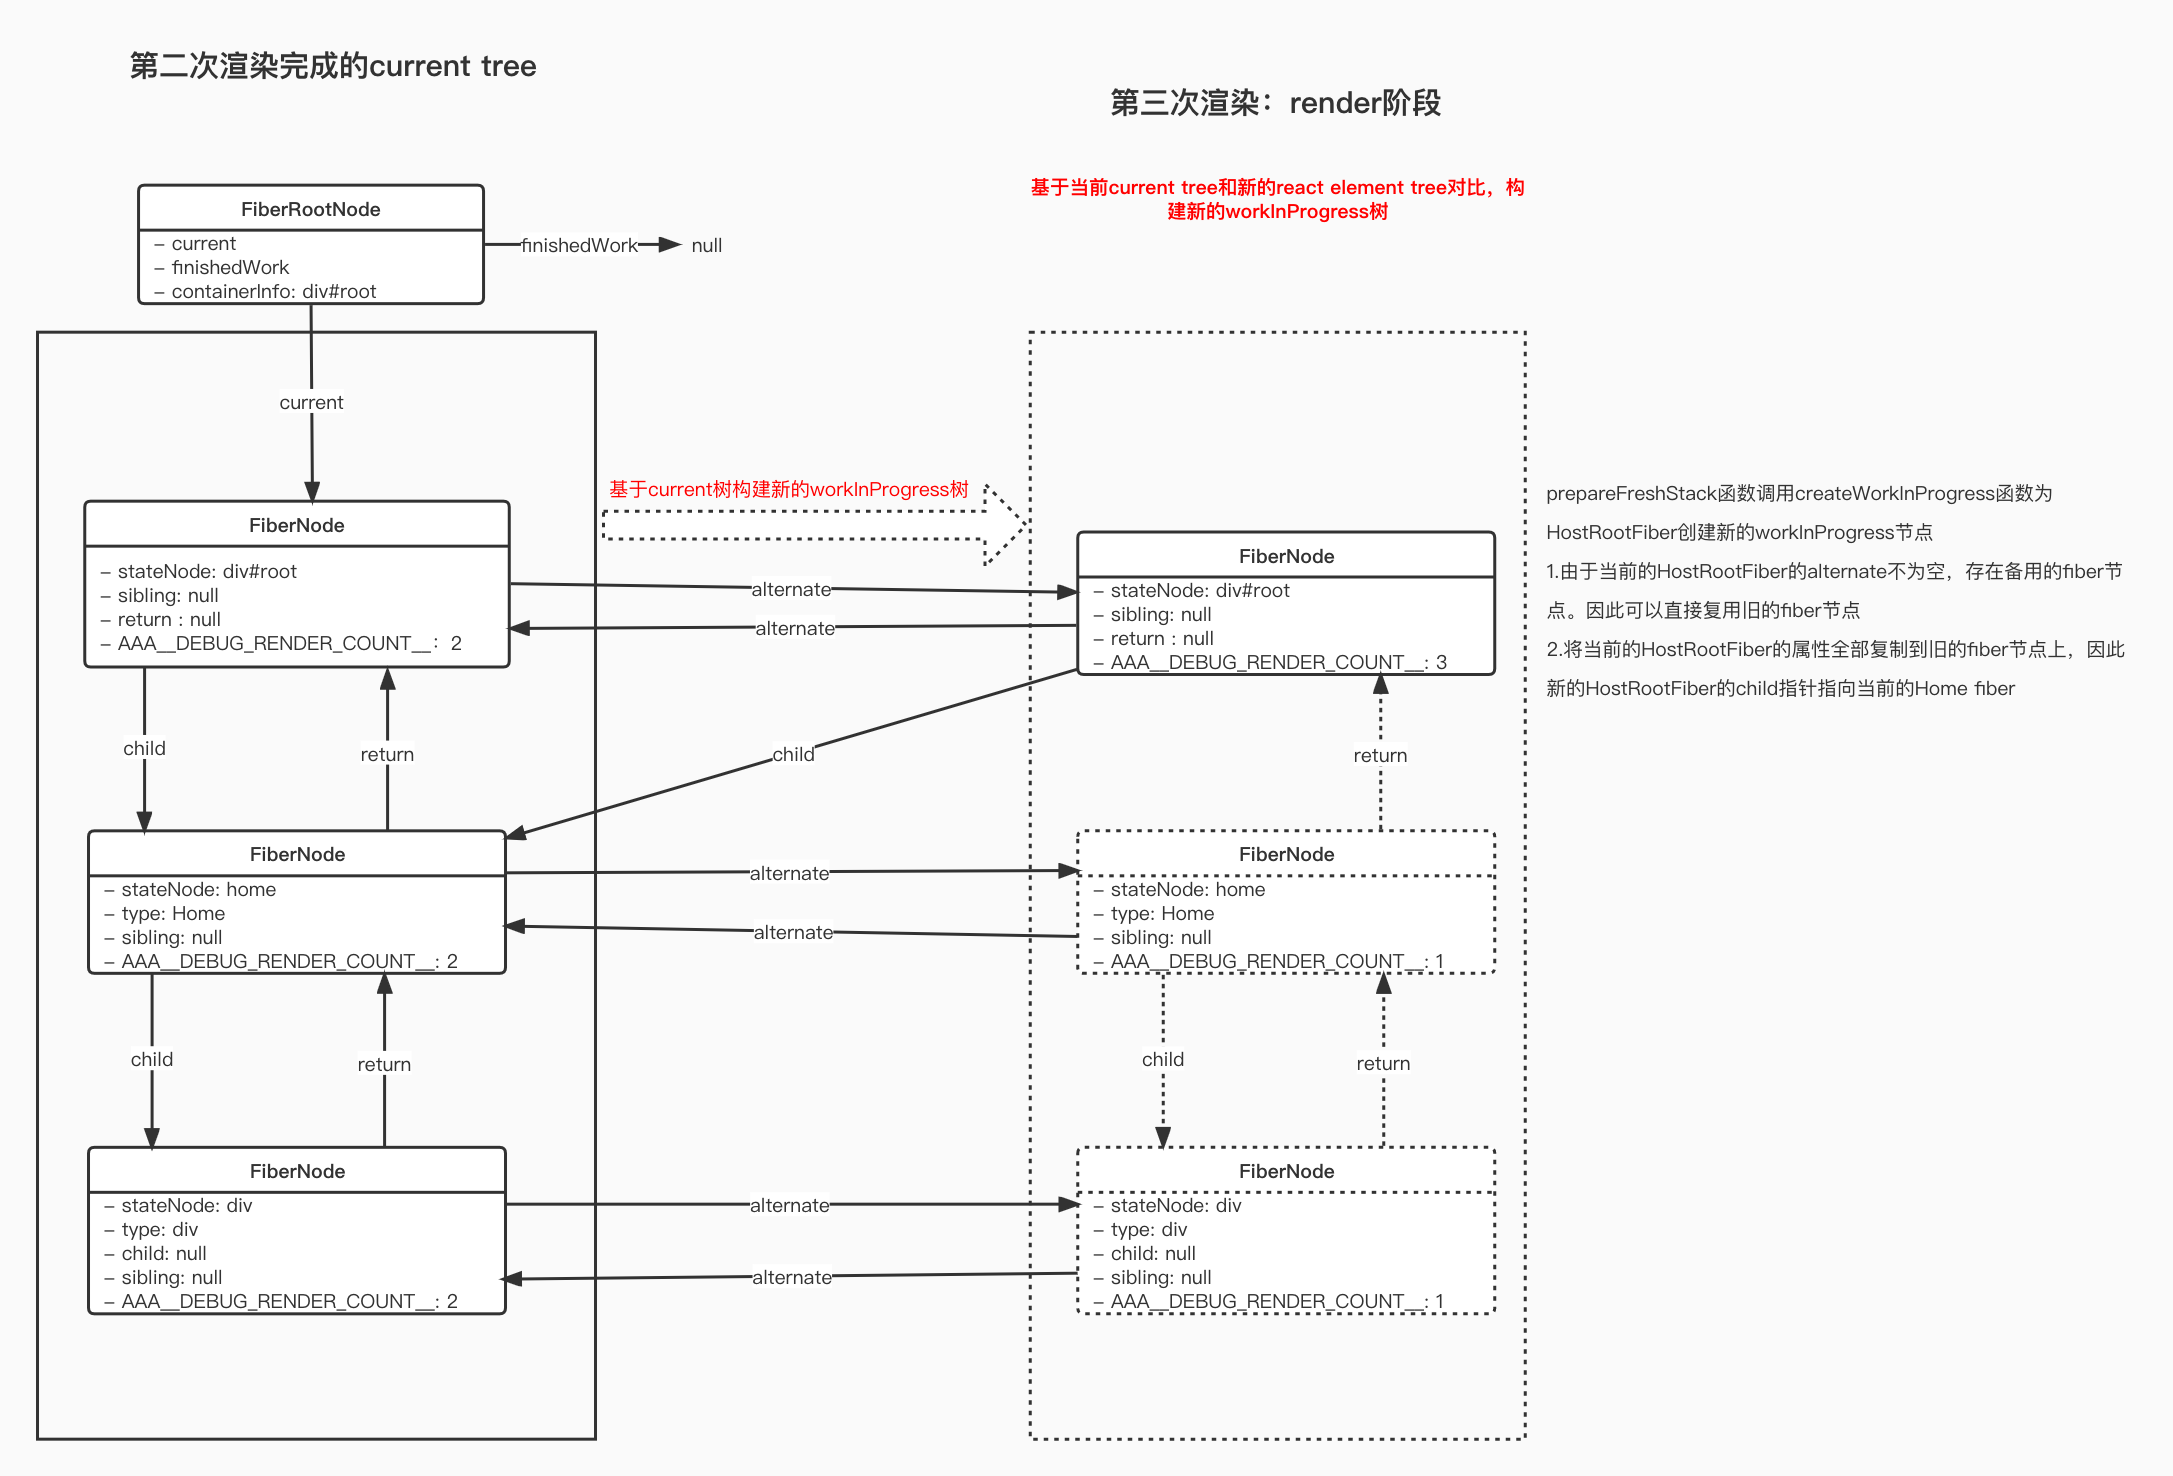 第二次渲染完成的current tree
第三次渲染：render阶段
基于当前current tree和新的react element tree对比，构
建新的workInProgress树
FiberRootNode
– current
– finishedWork
– containerInfo: div#root
finishedWork
null
current
基于current树构建新的workInProgress树
FiberNode
– stateNode: div#root
– sibling: null
– return : null
– AAA__DEBUG_RENDER_COUNT__： 2
alternate
alternate
FiberNode
– stateNode: div#root
– sibling: null
– return : null
– AAA__DEBUG_RENDER_COUNT__: 3
prepareFreshStack函数调用createWorkInProgress函数为
HostRootFiber创建新的workInProgress节点
1.由于当前的HostRootFiber的alternate不为空，存在备用的fiber节
点。因此可以直接复用旧的fiber节点
2.将当前的HostRootFiber的属性全部复制到旧的fiber节点上，因此
新的HostRootFiber的child指针指向当前的Home fiber
child
return
child
return
FiberNode
– stateNode: home
– type: Home
– sibling: null
– AAA__DEBUG_RENDER_COUNT__: 2
alternate
alternate
FiberNode
– stateNode: home
– type: Home
– sibling: null
– AAA__DEBUG_RENDER_COUNT__: 1
child
return
child
return
FiberNode
– stateNode: div
– type: div
– child: null
– sibling: null
– AAA__DEBUG_RENDER_COUNT__: 2
alternate
alternate
FiberNode
– stateNode: div
– type: div
– child: null
– sibling: null
– AAA__DEBUG_RENDER_COUNT__: 1